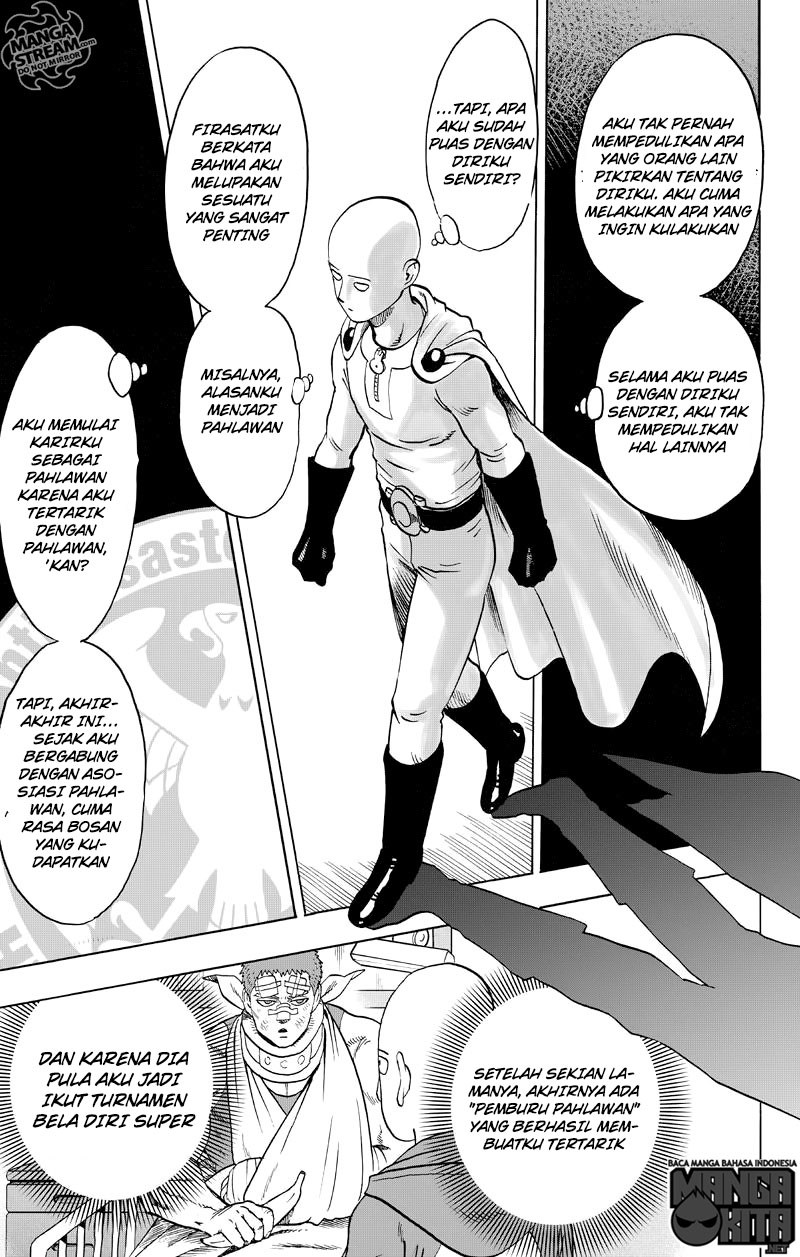 AKU TAK PERNAH
MEMPEDULIKAN APA
YANG ORANG LAIN
PIKIRKAN TENTANG
DIRIKU. AKU CUMA
MELAKUKAN APA YANG
INGIN KULAKUKAN
SELAMA AKU PUAS
DENGAN DIRIKU
SENDIRI, AKU TAK
MEMPEDULIKAN
HAL LAINNYA
...TAPI, APA
AKU SUDAH
PUAS DENGAN
DIRIKU
SENDIRI?
FIRASATKU
BERKATA
BAHWA AKU
MELUPAKAN
SESUATU
YANG SANGAT
PENTING
MISALNYA,
ALASANKU
MENJADI
PAHLAWAN
AKU MEMULAI
KARIRKU
SEBAGAI
PAHLAWAN
KARENA AKU
TERTARIK
DENGAN
PAHLAWAN,
'KAN?
TAPI, AKHIR-
AKHIR INI...
SEJAK AKU
BERGABUNG
DENGAN ASO-
SIASI PAHLA-
WAN, CUMA
RASA BOSAN
YANG KU-
DAPATKAN
SETELAH SEKIAN LA-
MANYA, AKHIRNYA ADA
"PEMBURU PAHLAWAN"
YANG BERHASIL MEM-
BUATKU TERTARIK
DAN KARENA DIA
PULA AKU JADI
IKUT TURNAMEN
BELA DIRI SUPER
MANGA
STREAM.com
DO NOT MIRROR!
BACA MANGA BAHASA INDONESIA
MANGA
KITA
.NET